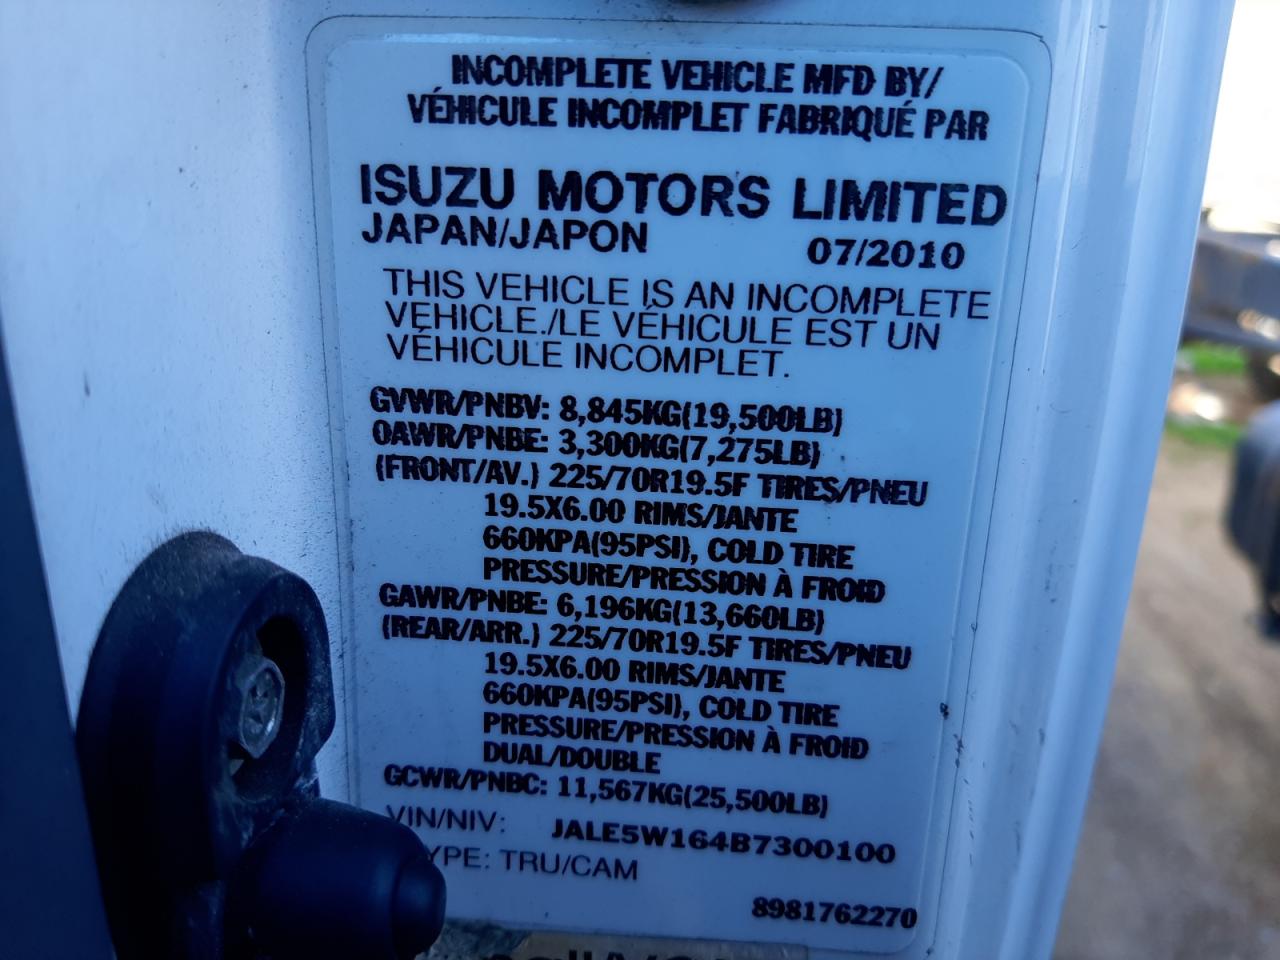 INCOMPLETE VEHICLE MFD BY/
VÉHICULE INCOMPLET FABRIQUÉ PAR
ISUZU MOTORS LIMITED
JAPAN/JAPON 07/2010
THIS VEHICLE IS AN INCOMPLETE
VEHICLE./LE VÉHICULE EST UN
VÉHICULE INCOMPLET.
GVWR/PNBV: 8,845KG(19,500LB)
GAWR/PNBE: 3,300KG(7,275LB)
(FRONT/AV.) 225/70R19.5F TIRES/PNEU
19.5X6.00 RIMS/JANTE
660KPA(95PSI), COLD TIRE
PRESSURE/PRESSION À FROID
GAWR/PNBE: 6,196KG(13,660LB)
(REAR/ARR.) 225/70R19.5F TIRES/PNEU
19.5X6.00 RIMS/JANTE
660KPA(95PSI), COLD TIRE
PRESSURE/PRESSION À FROID
DUAL/DOUBLE
GCWR/PNBC: 11,567KG(25,500LB)
VIN/NIV: JALE5W164B7300100
YPE: TRU/CAM
8981762270